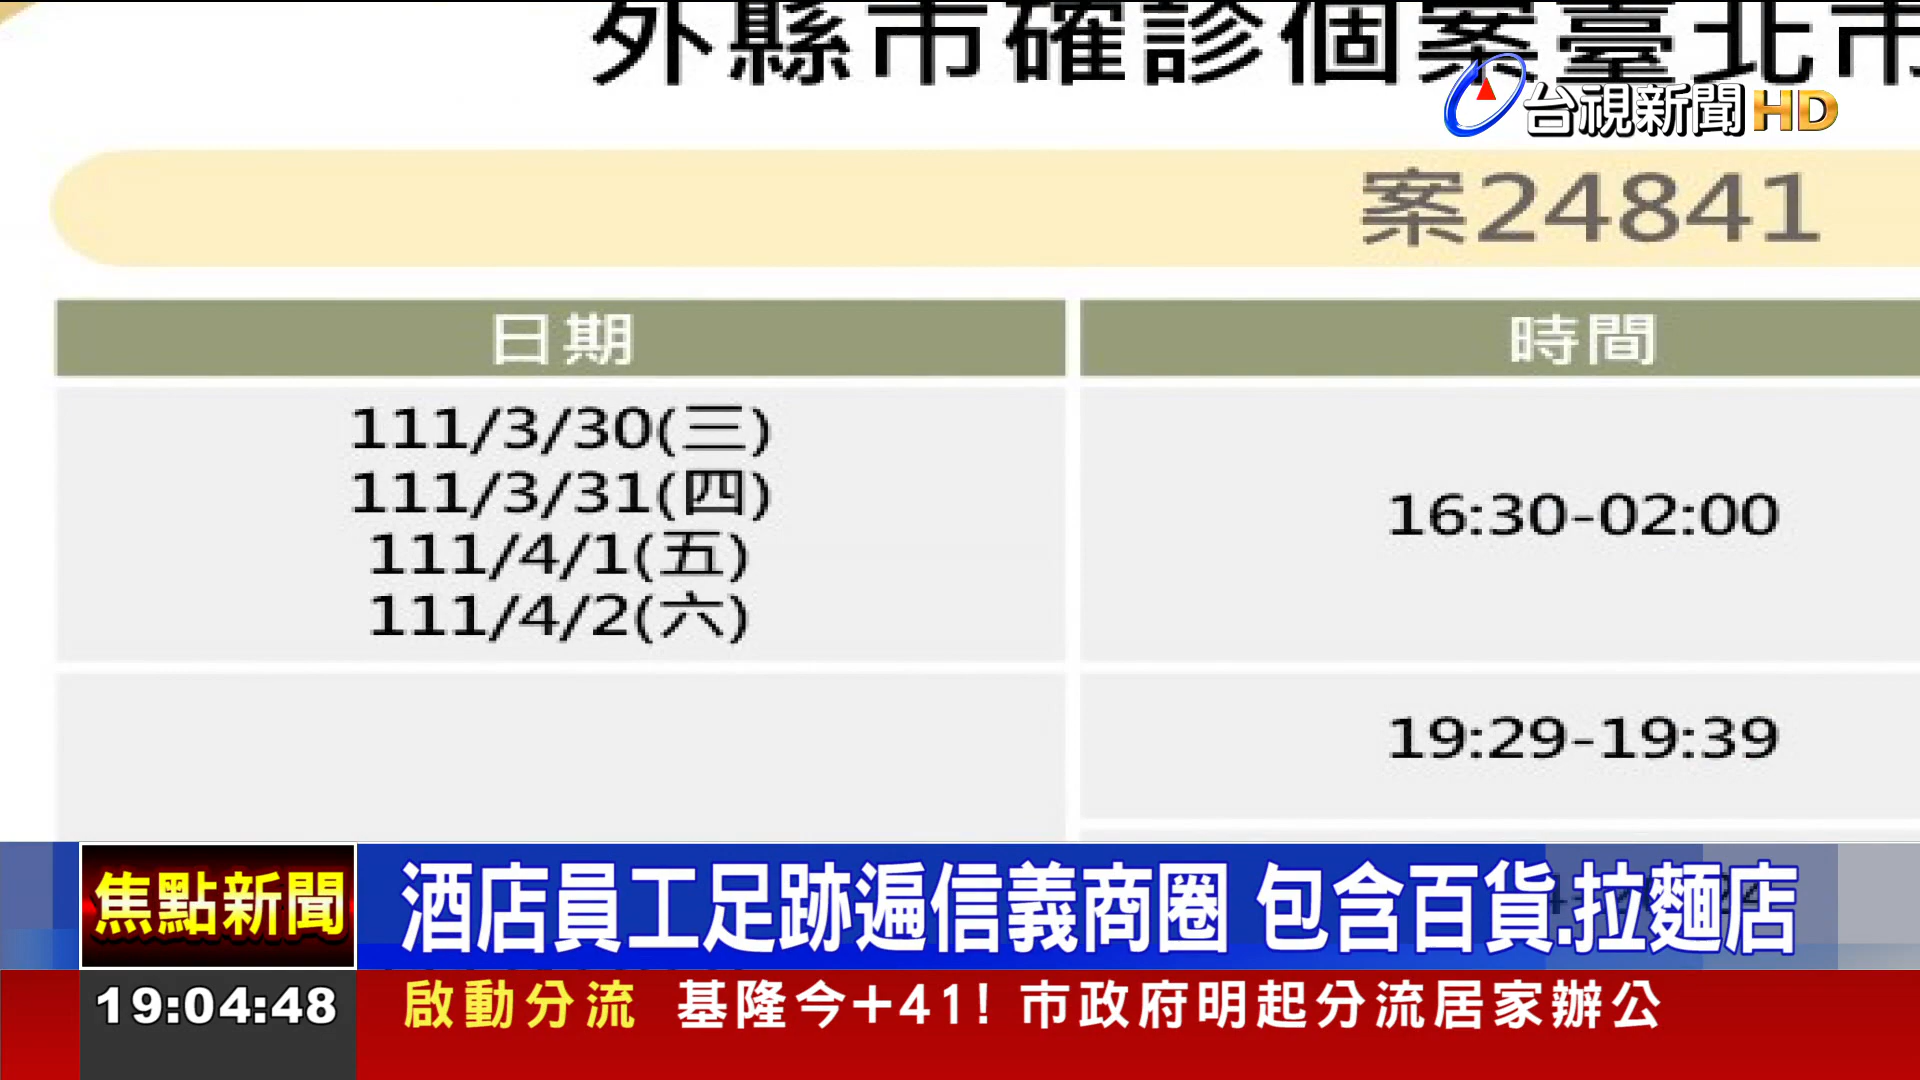 外縣市確診個案臺北市
台視新聞HD
案24841
日期
時間
111/3/30(三)
111/3/31(四)
111/4/1(五)
111/4/2(六)
16:30-02:00
19:29-19:39
焦點新聞
酒店員工足跡遍信義商圈 包含百貨.拉麵店
19:04:48
啟動分流 基隆今+41! 市政府明起分流居家辦公